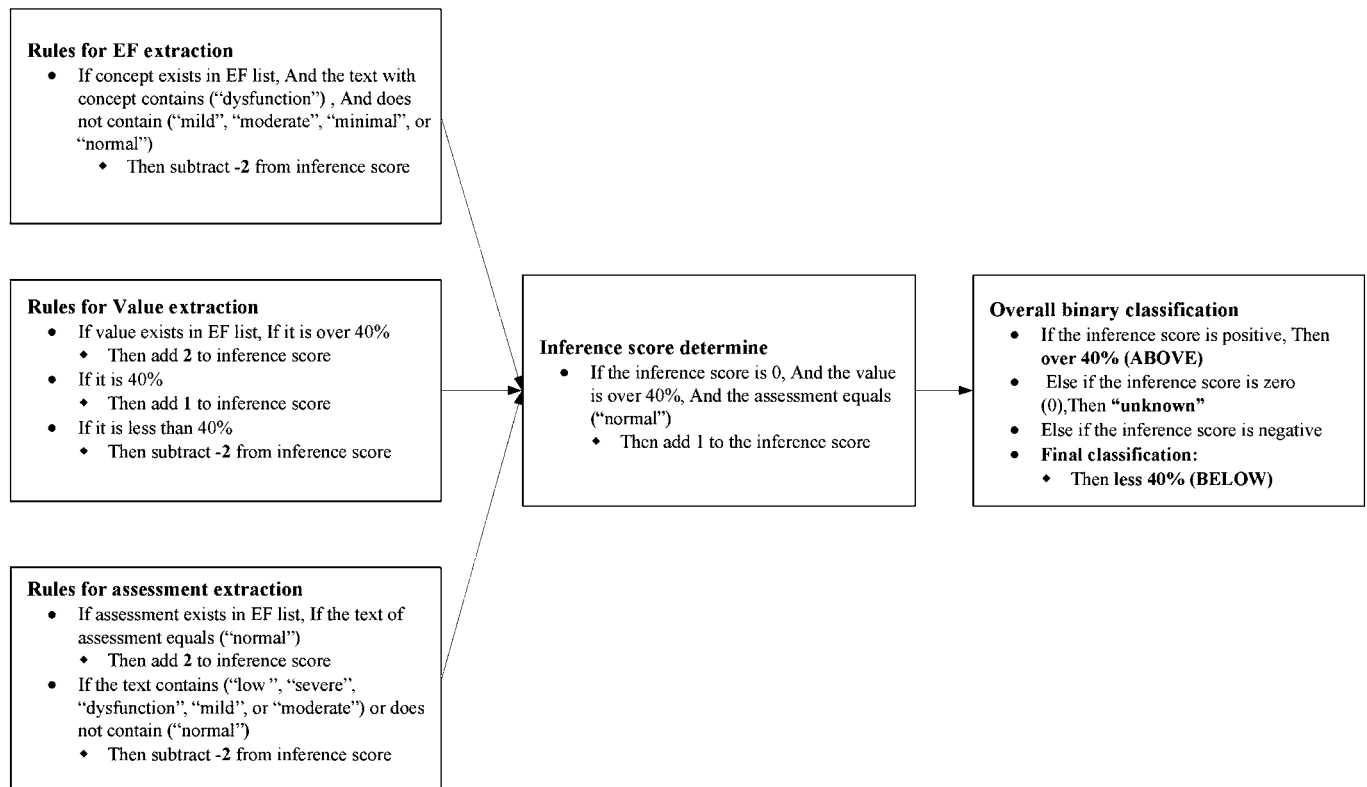 Rules for EF extraction
● If concept exists in EF list, And the text with
concept contains (“dysfunction”) , And does
not contain (“mild”, “moderate”, “minimal”, or
“normal”)
◆ Then subtract -2 from inference score
Rules for Value extraction
● If value exists in EF list, If it is over 40%
◆ Then add 2 to inference score
● If it is 40%
◆ Then add 1 to inference score
● If it is less than 40%
◆ Then subtract -2 from inference score
Rules for assessment extraction
● If assessment exists in EF list, If the text of
assessment equals (“normal”)
◆ Then add 2 to inference score
● If the text contains (“low”, “severe”,
“dysfunction”, “mild”, or “moderate”) or does
not contain (“normal”)
◆ Then subtract -2 from inference score
Inference score determine
● If the inference score is 0, And the value
is over 40%, And the assessment equals
(“normal”)
◆ Then add 1 to the inference score
Overall binary classification
● If the inference score is positive, Then
over 40% (ABOVE)
● Else if the inference score is zero
(0),Then “unknown”
● Else if the inference score is negative
● Final classification:
◆ Then less 40% (BELOW)